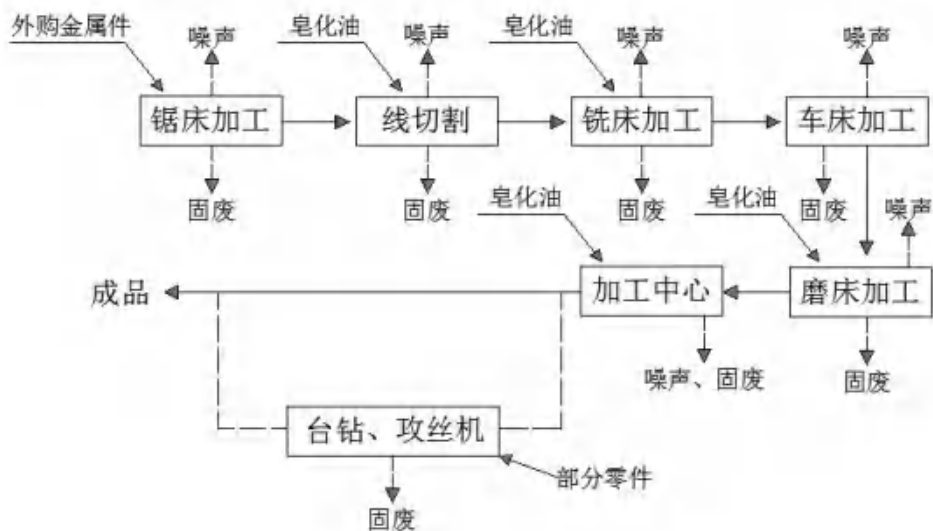 外购金属件
噪声
皂化油
噪声
皂化油
噪声
噪声
锯床加工
线切割
铣床加工
车床加工
固废
固废
固废
固废
皂化油
皂化油
噪声
成品
加工中心
磨床加工
噪声、固废
固废
台钻、攻丝机
部分零件
固废